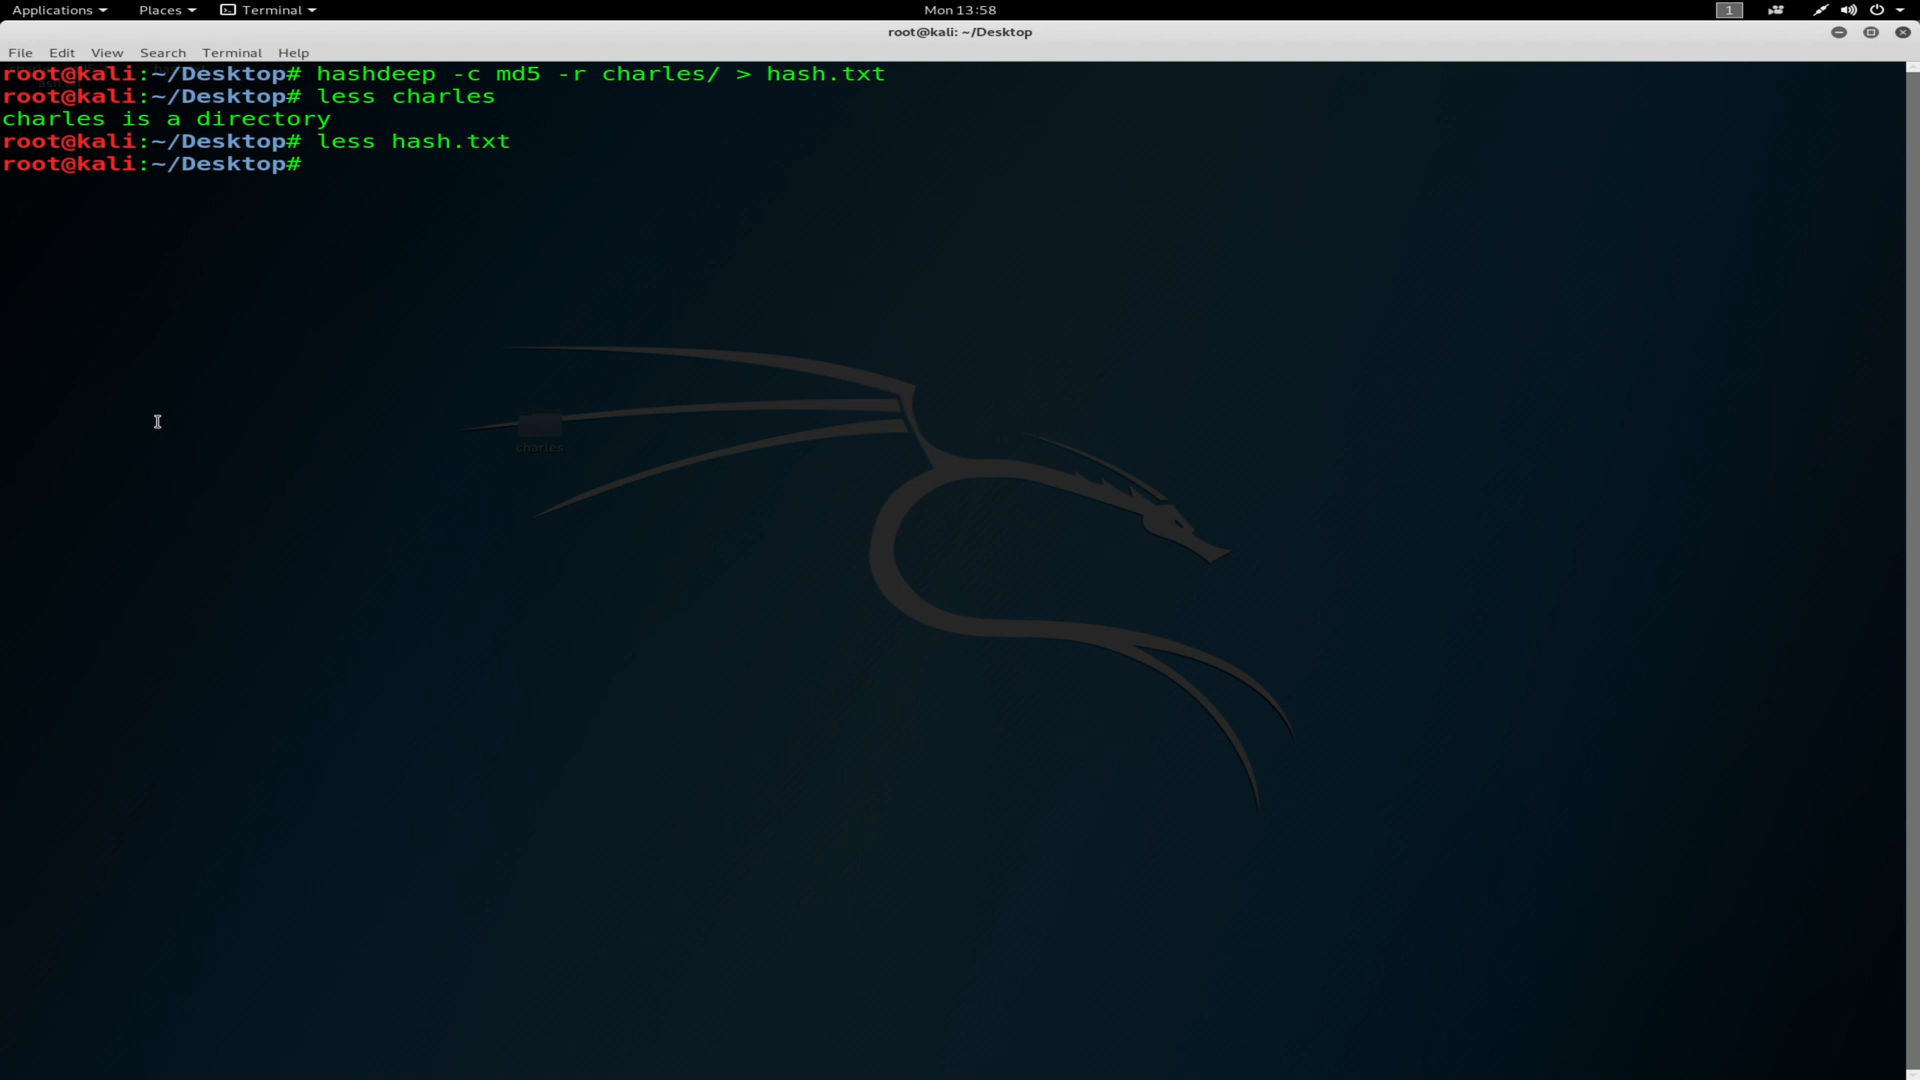 Applications Places Terminal Mon 13:58 1
root@kali: ~/Desktop
File Edit View Search Terminal Help
root@kali:~/Desktop# hashdeep -c md5 -r charles/ > hash.txt
root@kali:~/Desktop# less charles
charles is a directory
root@kali:~/Desktop# less hash.txt
root@kali:~/Desktop#
charles